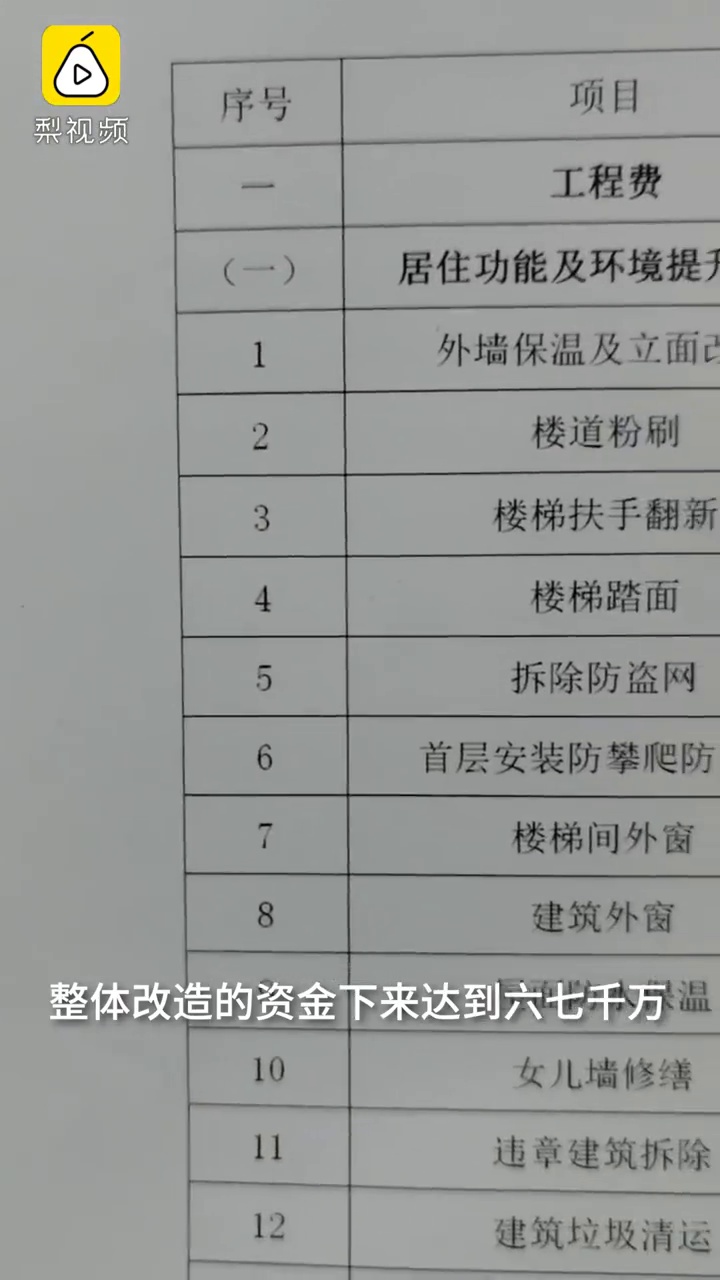 梨视频
序号 项目
一 工程费
（一） 居住功能及环境提升
1 外墙保温及立面改
2 楼道粉刷
3 楼梯扶手翻新
4 楼梯踏面
5 拆除防盗网
6 首层安装防攀爬防
7 楼梯间外窗
8 建筑外窗
保温
整体改造的资金下来达到六七千万
10 女儿墙修缮
11 违章建筑拆除
12 建筑垃圾清运